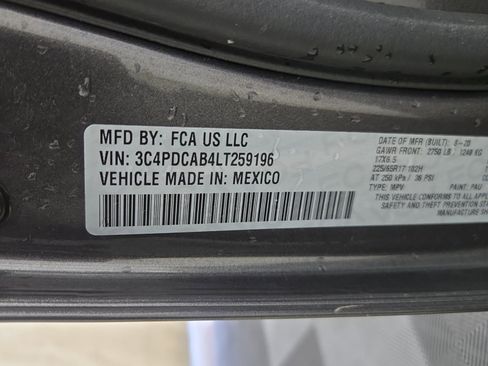 MFD BY: FCA US LLC
VIN: 3C4PDCAB4LT259196
VEHICLE MADE IN: MEXICO
DATE OF MFR (BUILT): 8-20
GAWR FRONT: 2750 LB 1248 KG
17X6.5
225/65R17 102H
AT 250 kPa / 36 PSI
TYPE: MPV PAINT: PAU
THIS VEHICLE CONFORMS TO ALL APPL
SAFETY AND THEFT PREVENTION STA
MANUFACTURE SH